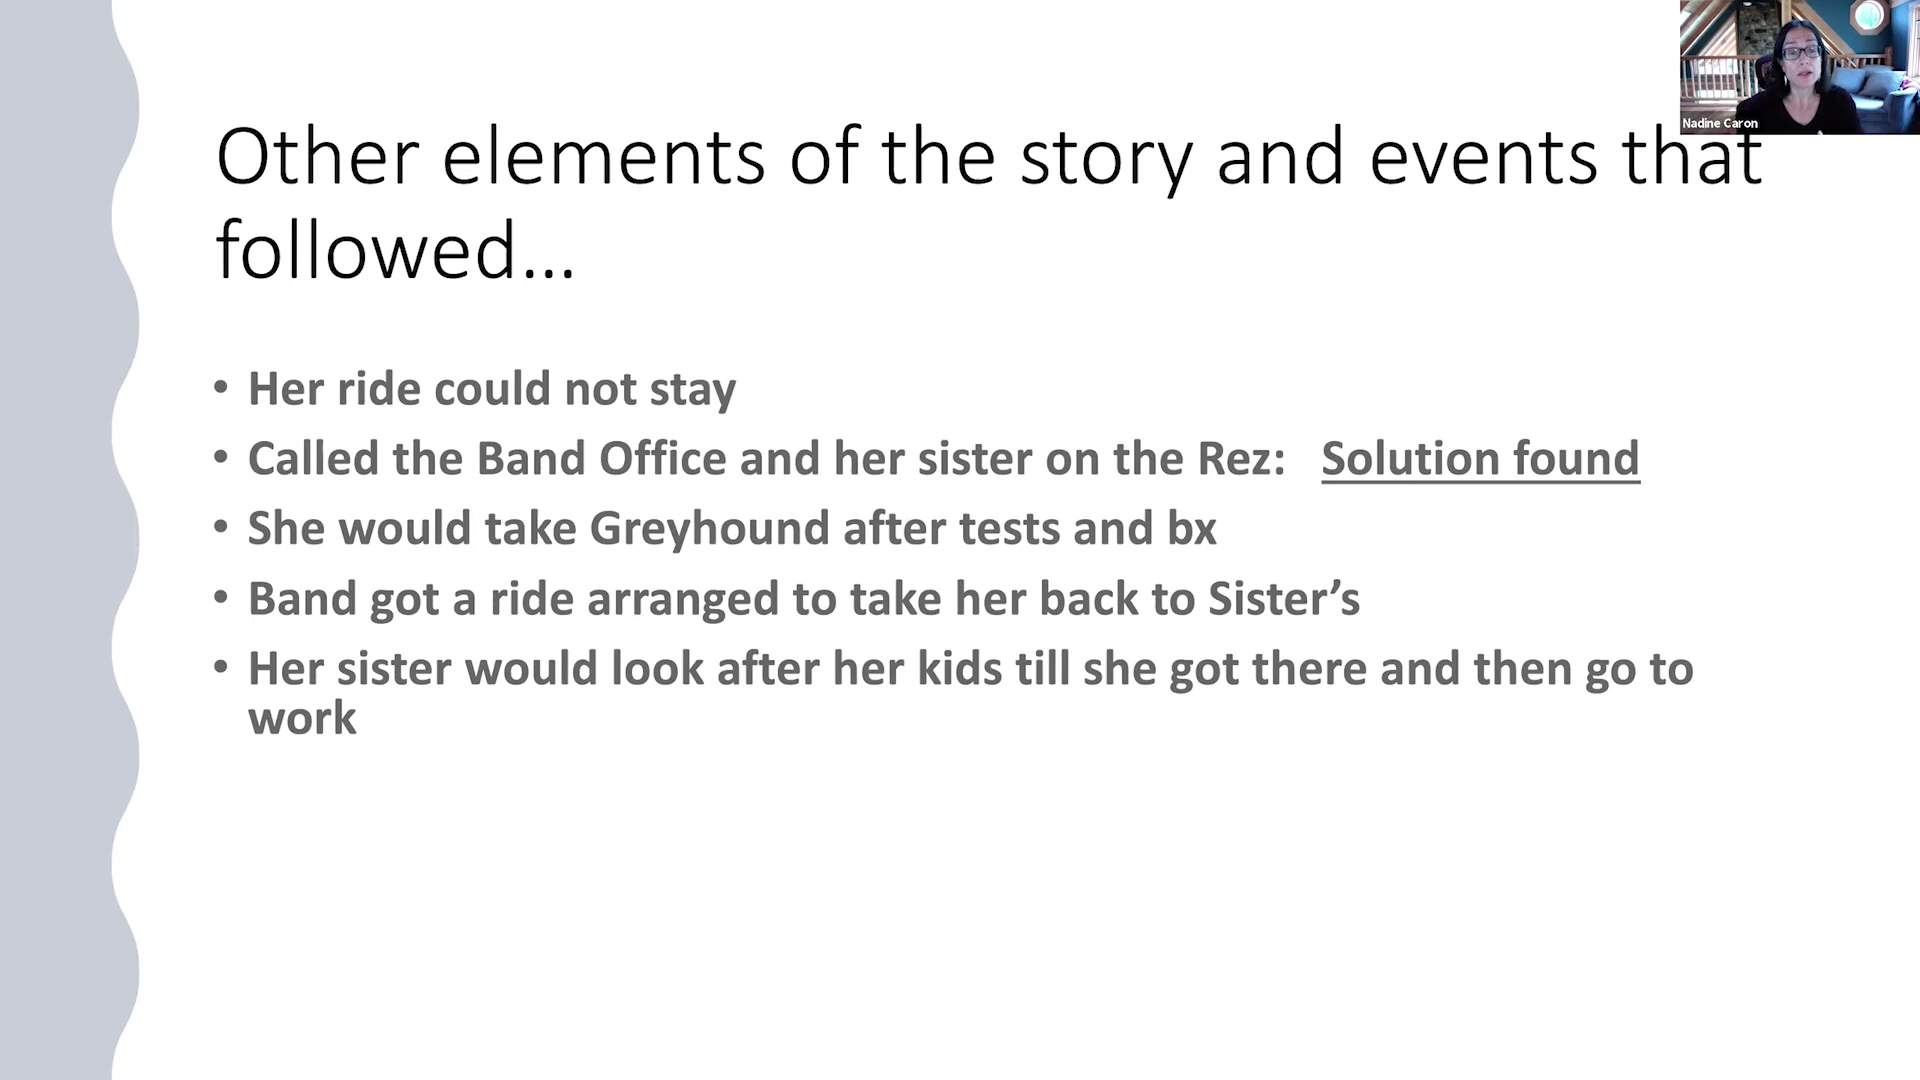 Nadine Caron
Other elements of the story and events that
followed...
• Her ride could not stay
• Called the Band Office and her sister on the Rez: Solution found
• She would take Greyhound after tests and bx
• Band got a ride arranged to take her back to Sister’s
• Her sister would look after her kids till she got there and then go to
work